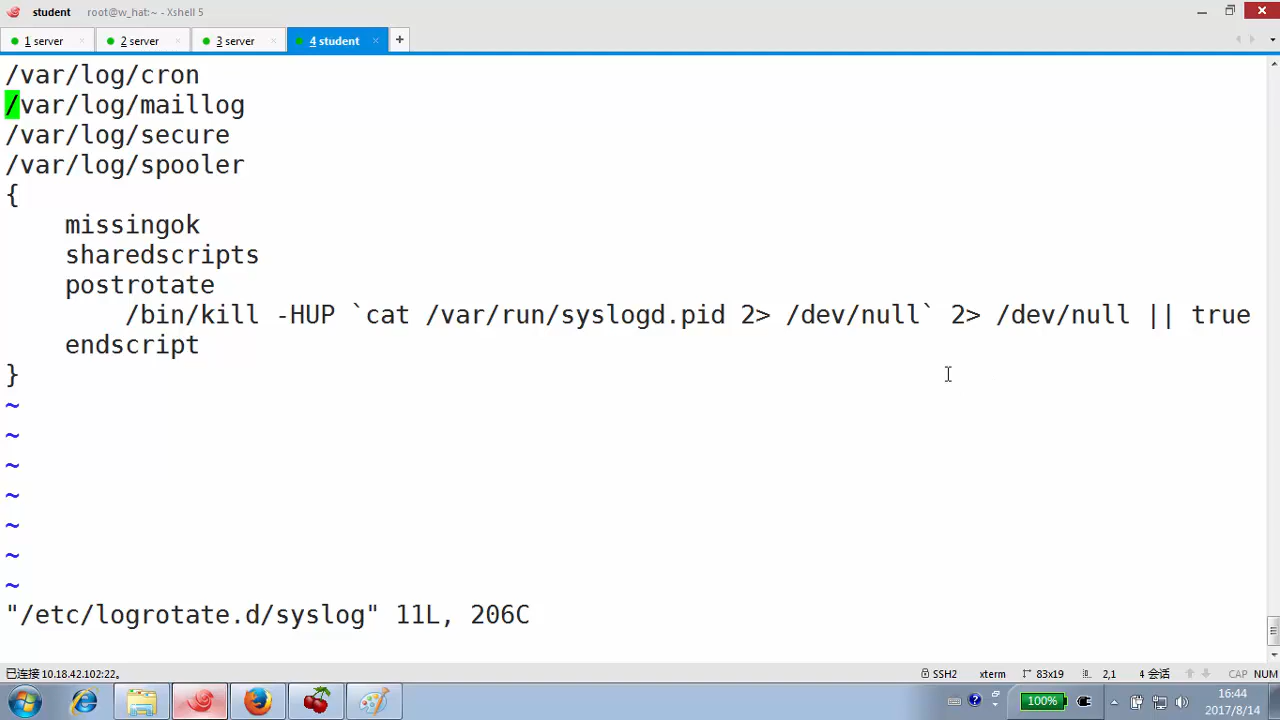 student root@w_hat:~ - Xshell 5
1 server 2 server 3 server 4 student +
/var/log/cron
/var/log/maillog
/var/log/secure
/var/log/spooler
{
missingok
sharedscripts
postrotate
/bin/kill -HUP `cat /var/run/syslogd.pid 2> /dev/null` 2> /dev/null || true
endscript
}
~
~
~
~
~
~
~
"/etc/logrotate.d/syslog" 11L, 206C
已连接 10.18.42.102:22。 SSH2 xterm 83x19 2,1 4 会话 CAP NUM
100% 16:44
2017/8/14